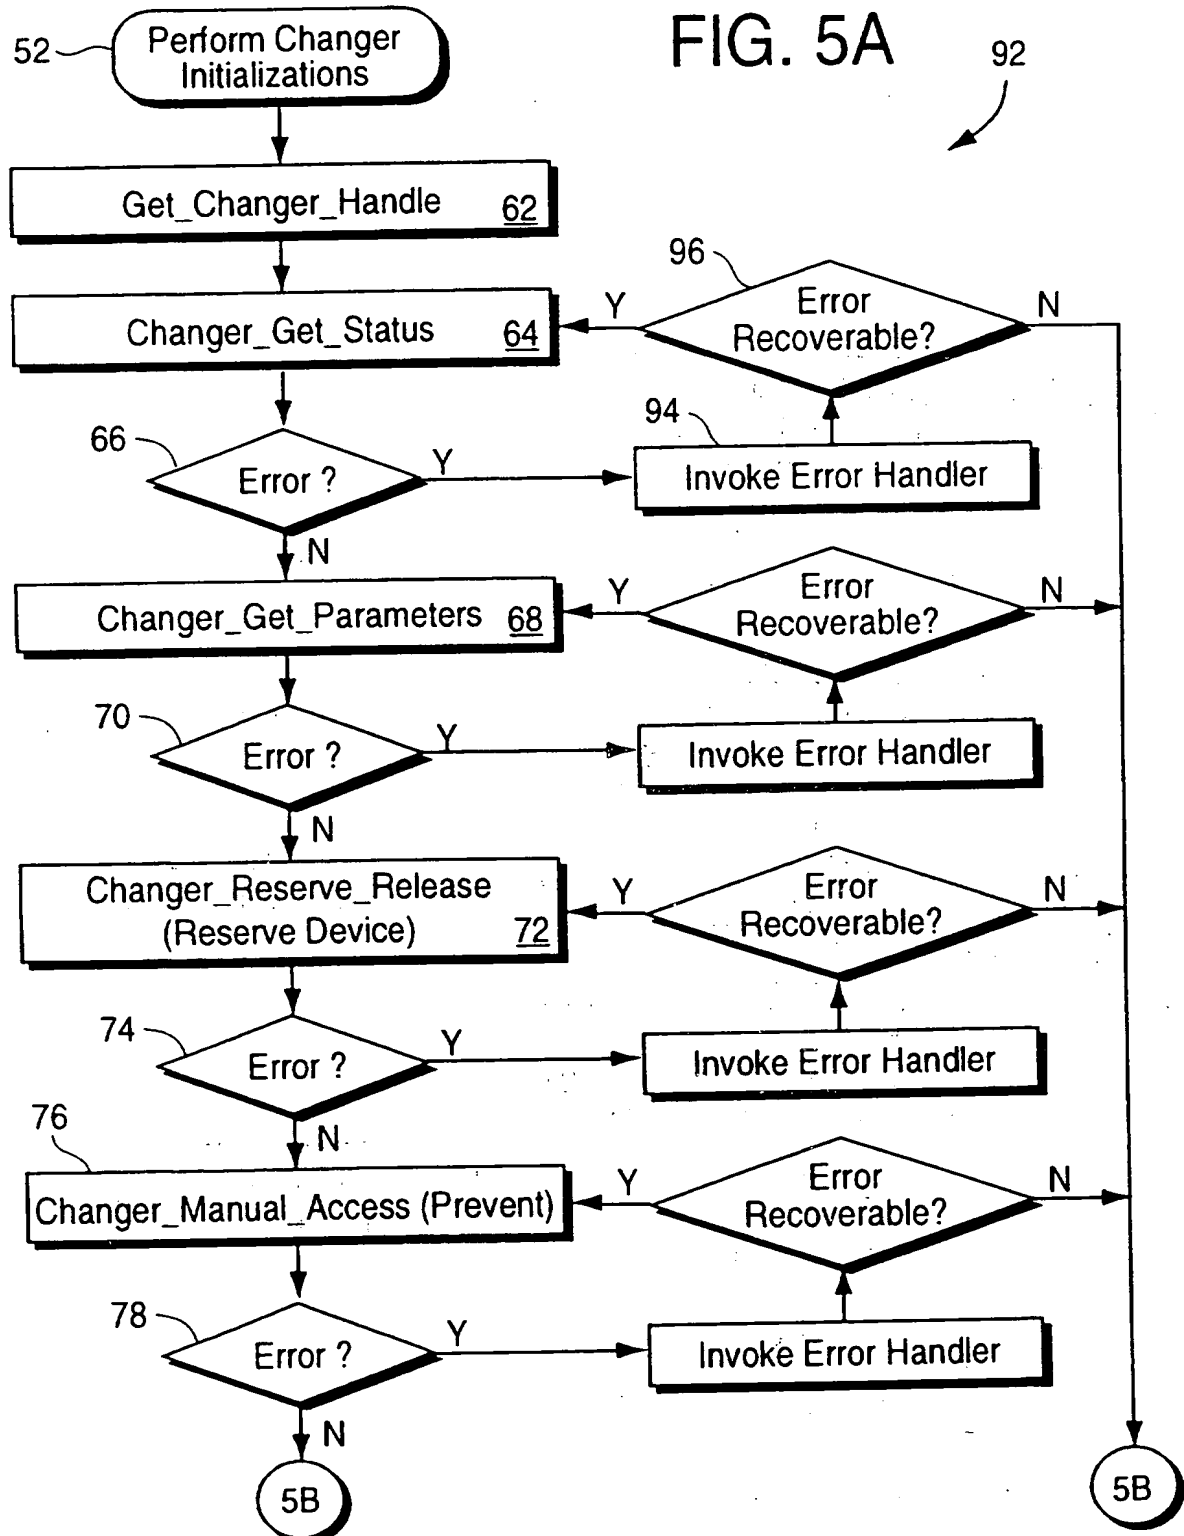 FIG. 5A
92
52
Perform Changer
Initializations
Get_Changer_Handle 62
96
Error
Recoverable?
Y
N
Changer_Get_Status 64
94
66
Error ?
Y
Invoke Error Handler
N
Changer_Get_Parameters 68
Y
Error
Recoverable?
N
70
Error ?
Y
Invoke Error Handler
N
Changer_Reserve_Release
(Reserve Device) 72
Y
Error
Recoverable?
N
74
Error ?
Y
Invoke Error Handler
N
76
Changer_Manual_Access (Prevent)
Y
Error
Recoverable?
N
78
Error ?
Y
Invoke Error Handler
N
5B
5B